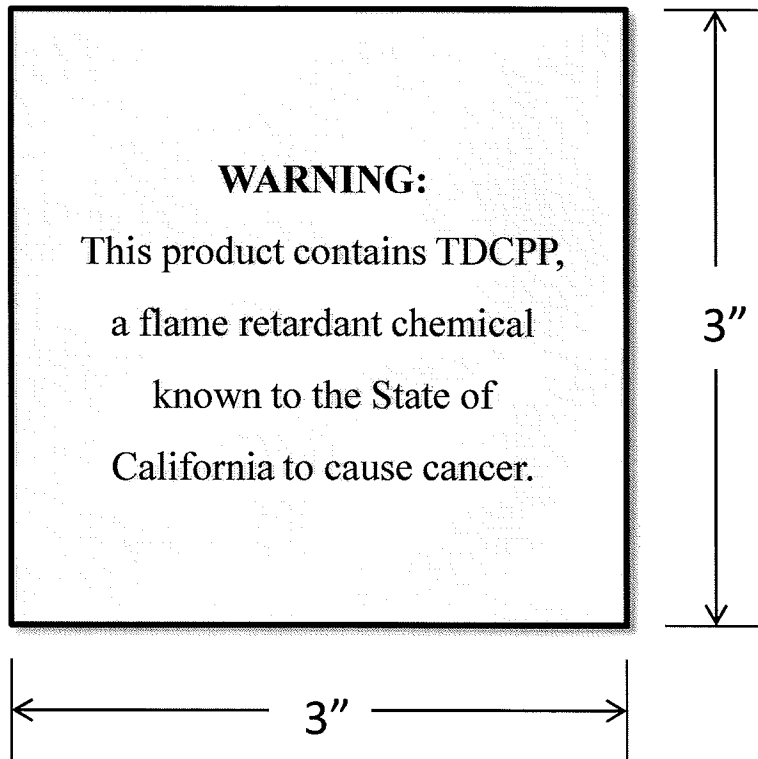 WARNING:
This product contains TDCPP,
a flame retardant chemical
known to the State of
California to cause cancer.
3”
3”